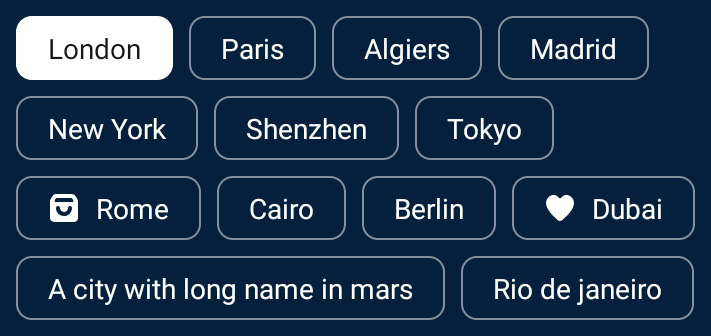 London Paris Algiers Madrid
New York Shenzhen Tokyo
Rome Cairo Berlin Dubai
A city with long name in mars Rio de janeiro